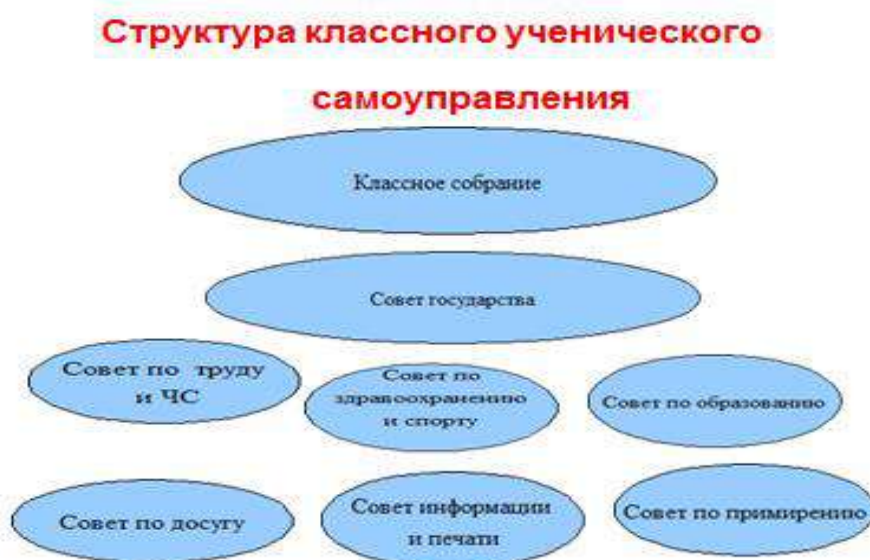 Структура классного ученического
самоуправления
Классное собрание
Совет государства
Совет по труду
и ЧС
Совет по
здравоохранению
и спорту
Совет по образованию
Совет по досугу
Совет информации
и печати
Совет по примирению